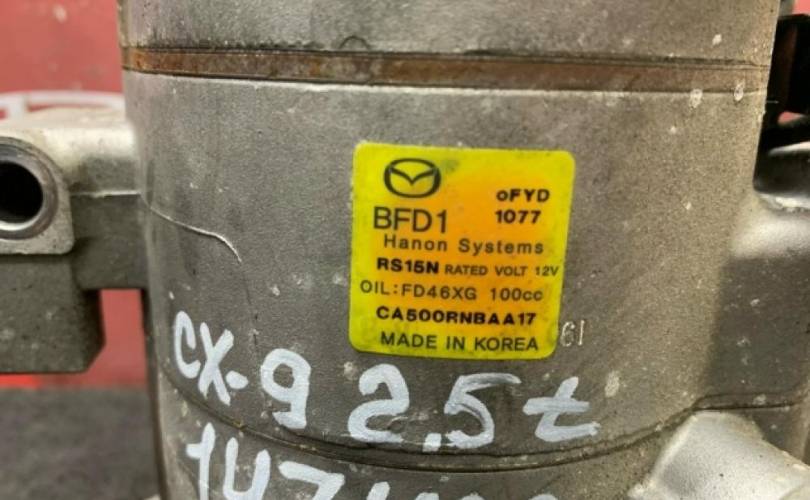 oFYD
BFD1 1077
Hanon Systems
RS15N RATED VOLT 12V
OIL:FD46XG 100cc
CA500RNBAA17
MADE IN KOREA
CX-9 2.5t